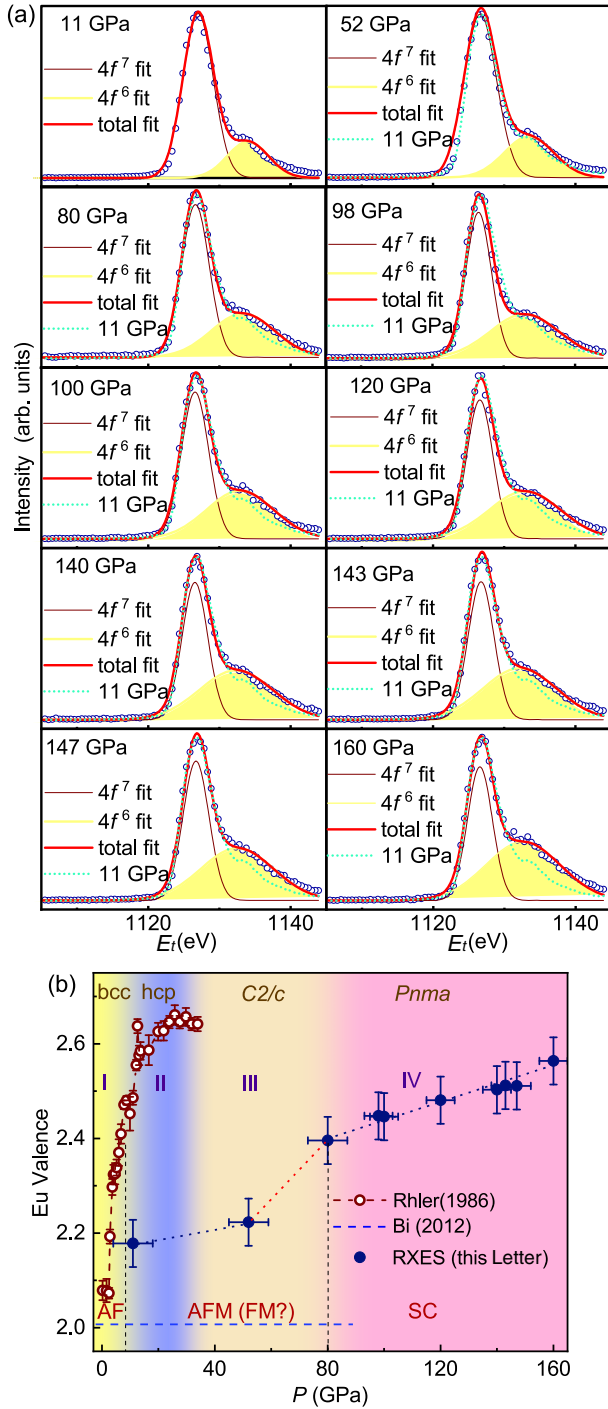 (a)
11 GPa
4f 7 fit
4f 6 fit
total fit
52 GPa
4f 7 fit
4f 6 fit
total fit
11 GPa
80 GPa
4f 7 fit
4f 6 fit
total fit
11 GPa
98 GPa
4f 7 fit
4f 6 fit
total fit
11 GPa
100 GPa
4f 7 fit
4f 6 fit
total fit
11 GPa
120 GPa
4f 7 fit
4f 6 fit
total fit
11 GPa
140 GPa
4f 7 fit
4f 6 fit
total fit
11 GPa
143 GPa
4f 7 fit
4f 6 fit
total fit
11 GPa
147 GPa
4f 7 fit
4f 6 fit
total fit
11 GPa
160 GPa
4f 7 fit
4f 6 fit
total fit
11 GPa
Intensity (arb. units)
1120 1140 1120 1140
Et(eV) Et(eV)
(b)
bcc hcp C2/c Pnma
I II III IV
Rhler(1986)
Bi (2012)
RXES (this Letter)
AF AFM (FM?) SC
2.6
2.4
2.2
2.0
Eu Valence
0 20 40 60 80 100 120 140 160
P (GPa)